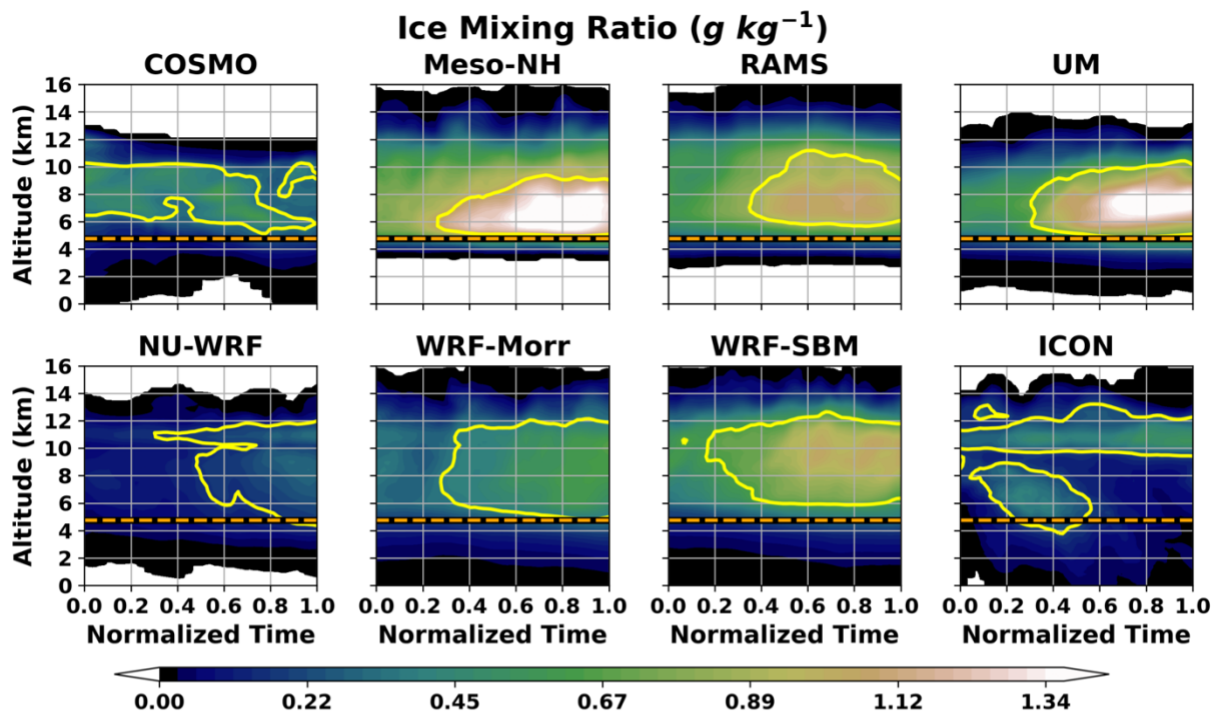 Ice Mixing Ratio (g kg⁻¹)
COSMO Meso-NH RAMS UM
Altitude (km)
16
14
12
10
8
6
4
2
0
NU-WRF WRF-Morr WRF-SBM ICON
Altitude (km)
16
14
12
10
8
6
4
2
0
0.0 0.2 0.4 0.6 0.8 1.0 0.0 0.2 0.4 0.6 0.8 1.0 0.0 0.2 0.4 0.6 0.8 1.0 0.0 0.2 0.4 0.6 0.8 1.0
Normalized Time Normalized Time Normalized Time Normalized Time
0.00 0.22 0.45 0.67 0.89 1.12 1.34